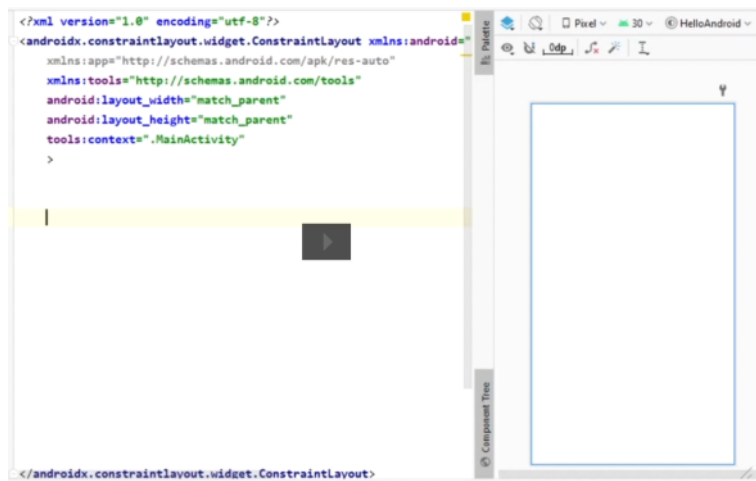 <?xml version="1.0" encoding="utf-8"?>
<androidx.constraintlayout.widget.ConstraintLayout xmlns:android="
xmlns:app="http://schemas.android.com/apk/res-auto"
xmlns:tools="http://schemas.android.com/tools"
android:layout_width="match_parent"
android:layout_height="match_parent"
tools:context=".MainActivity"
>
</androidx.constraintlayout.widget.ConstraintLayout>
Palette
Component Tree
Pixel 30 HelloAndroid
0dp